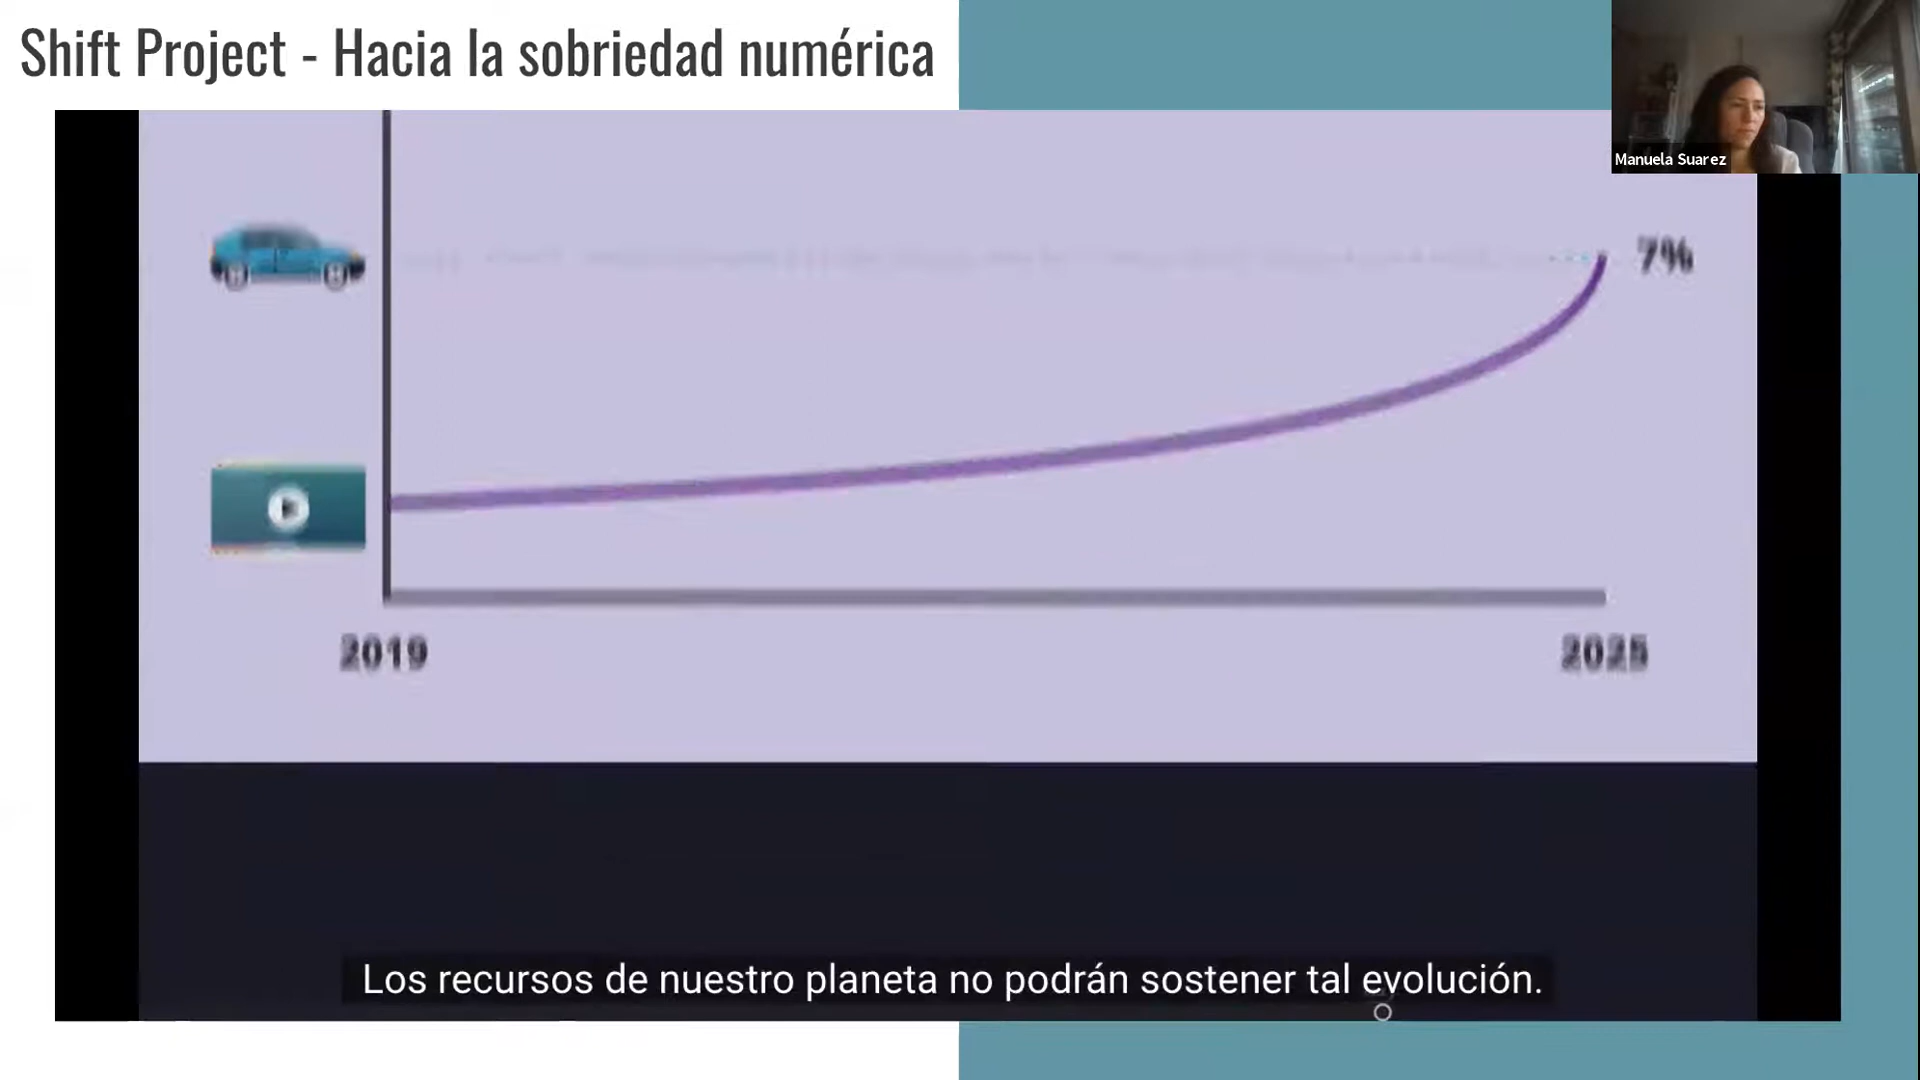 Shift Project - Hacia la sobriedad numérica
Manuela Suarez
7%
2019
2025
Los recursos de nuestro planeta no podrán sostener tal evolución.